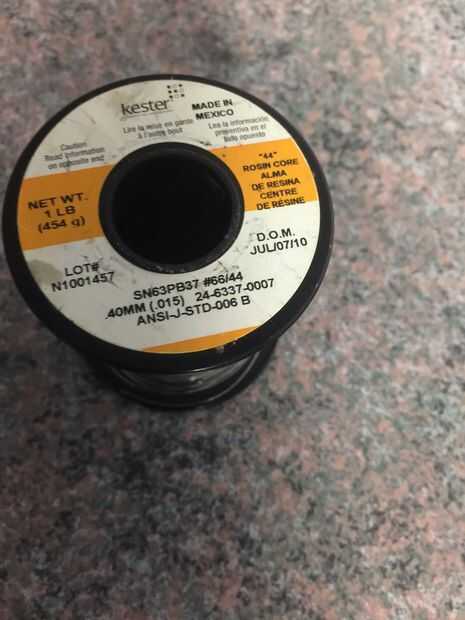 kester
MADE IN
MEXICO
Lire la mise en garde
à l'autre bout
Lea la información
preventiva en el
lado opuesto
Caution
Read Information
on opposite end
"44"
ROSIN CORE
ALMA
DE RESINA
CENTRE
DE RÉSINE
NET WT.
1 LB
(454 g)
D.O.M.
JUL/07/10
LOT#
N1001457
SN63PB37 #66/44
.40MM (.015) 24-6337-0007
ANSI-J-STD-006 B